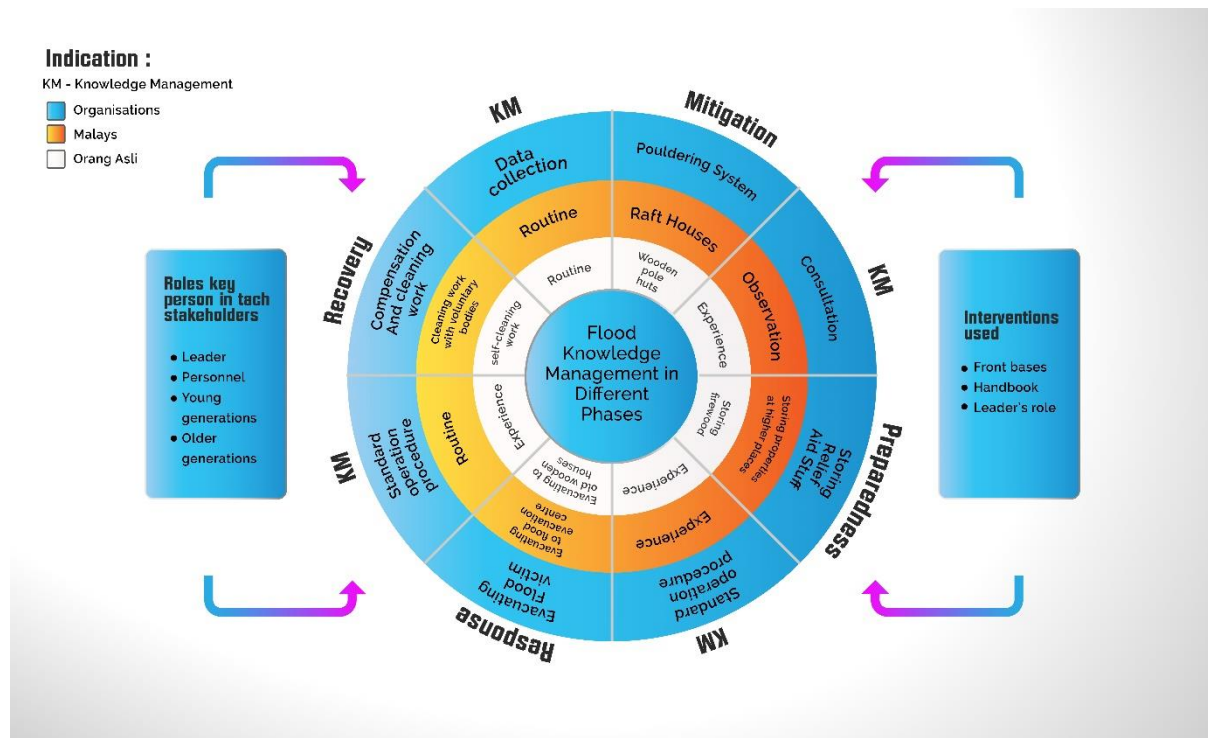 Indication :
KM - Knowledge Management
Organisations
Malays
Orang Asli
Roles key
person in tach
stakeholders
• Leader
• Personnel
• Young
generations
• Older
generations
KM
Mitigation
KM
Preparedness
KM
Response
KM
Recovery
Data
collection
Pouldering System
Consultation
Storing
Relief
Aid Stuff
Standard
operation
procedure
Evacuating
Flood
victim
Standard
operation
procedure
Compensation
And cleaning
work
Routine
Raft Houses
Observation
Storing properties
at higher places
Experience
Evacuating
to flood
evacuation
centre
Routine
Cleaning work
with voluntary
bodies
Routine
Wooden
pole
huts
Experience
Storing
firewood
Experience
Evacuating to
old wooden
houses
Experience
self-cleaning
work
Flood
Knowledge
Management in
Different
Phases
Interventions
used
• Front bases
• Handbook
• Leader's role